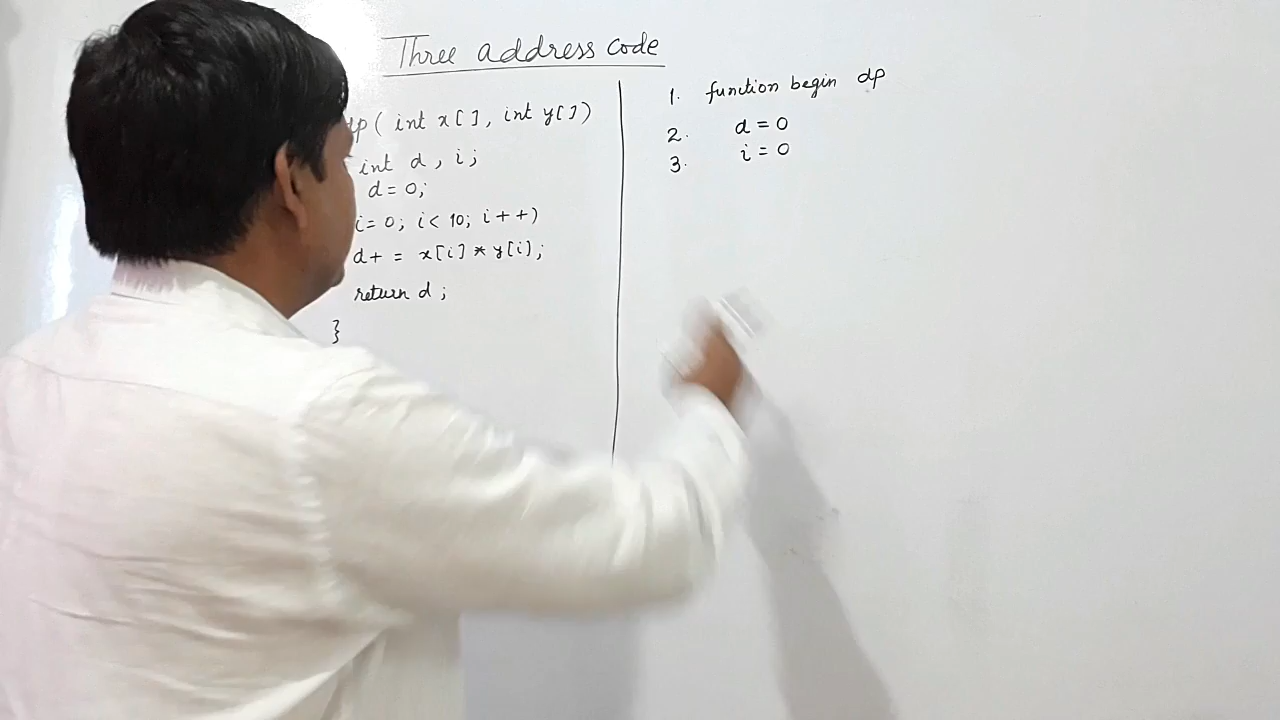 Three address code
dp ( int x[], int y[])
int d, i;
d = 0;
i = 0; i < 10; i + +)
d + = x[i] * y[i];
return d ;
}
1. function begin dp
2. d = 0
3. i = 0